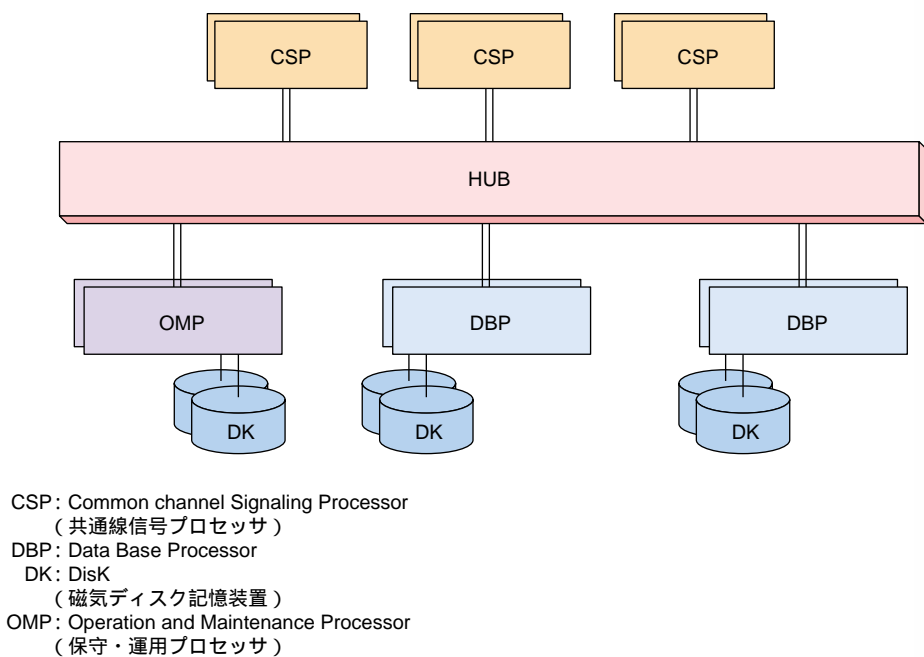 CSP
CSP
CSP
HUB
OMP
DBP
DBP
DK
DK
DK
CSP: Common channel Signaling Processor
(共通線信号プロセッサ)
DBP: Data Base Processor
DK: DisK
(磁気ディスク記憶装置)
OMP: Operation and Maintenance Processor
(保守・運用プロセッサ)